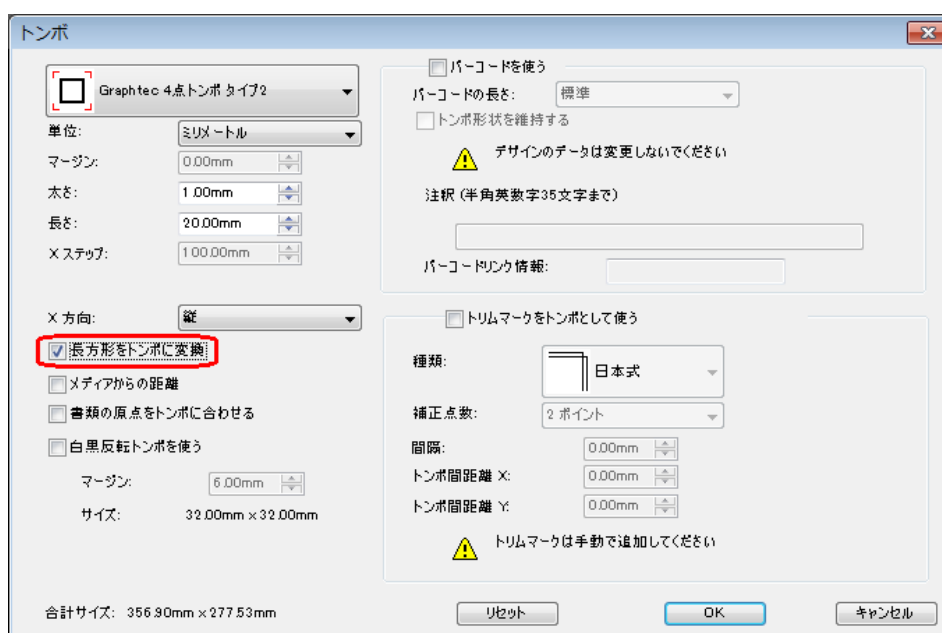 トンボ
Graphtec 4点トンボ タイプ2
単位: ミリメートル
マージン: 0.00mm
太さ: 1.00mm
長さ: 20.00mm
X ステップ: 100.00mm
X 方向: 縦
長方形をトンボに変換
メディアからの距離
書類の原点をトンボに合わせる
白黒反転トンボを使う
マージン: 6.00mm
サイズ: 32.00mm × 32.00mm
バーコードを使う
バーコードの長さ: 標準
トンボ形状を維持する
デザインのデータは変更しないでください
注釈 (半角英数字35文字まで)
バーコードリンク情報:
トリムマークをトンボとして使う
種類: 日本式
補正点数: 2 ポイント
間隔: 0.00mm
トンボ間距離 X: 0.00mm
トンボ間距離 Y: 0.00mm
トリムマークは手動で追加してください
合計サイズ: 356.90mm × 277.53mm
リセット
OK
キャンセル